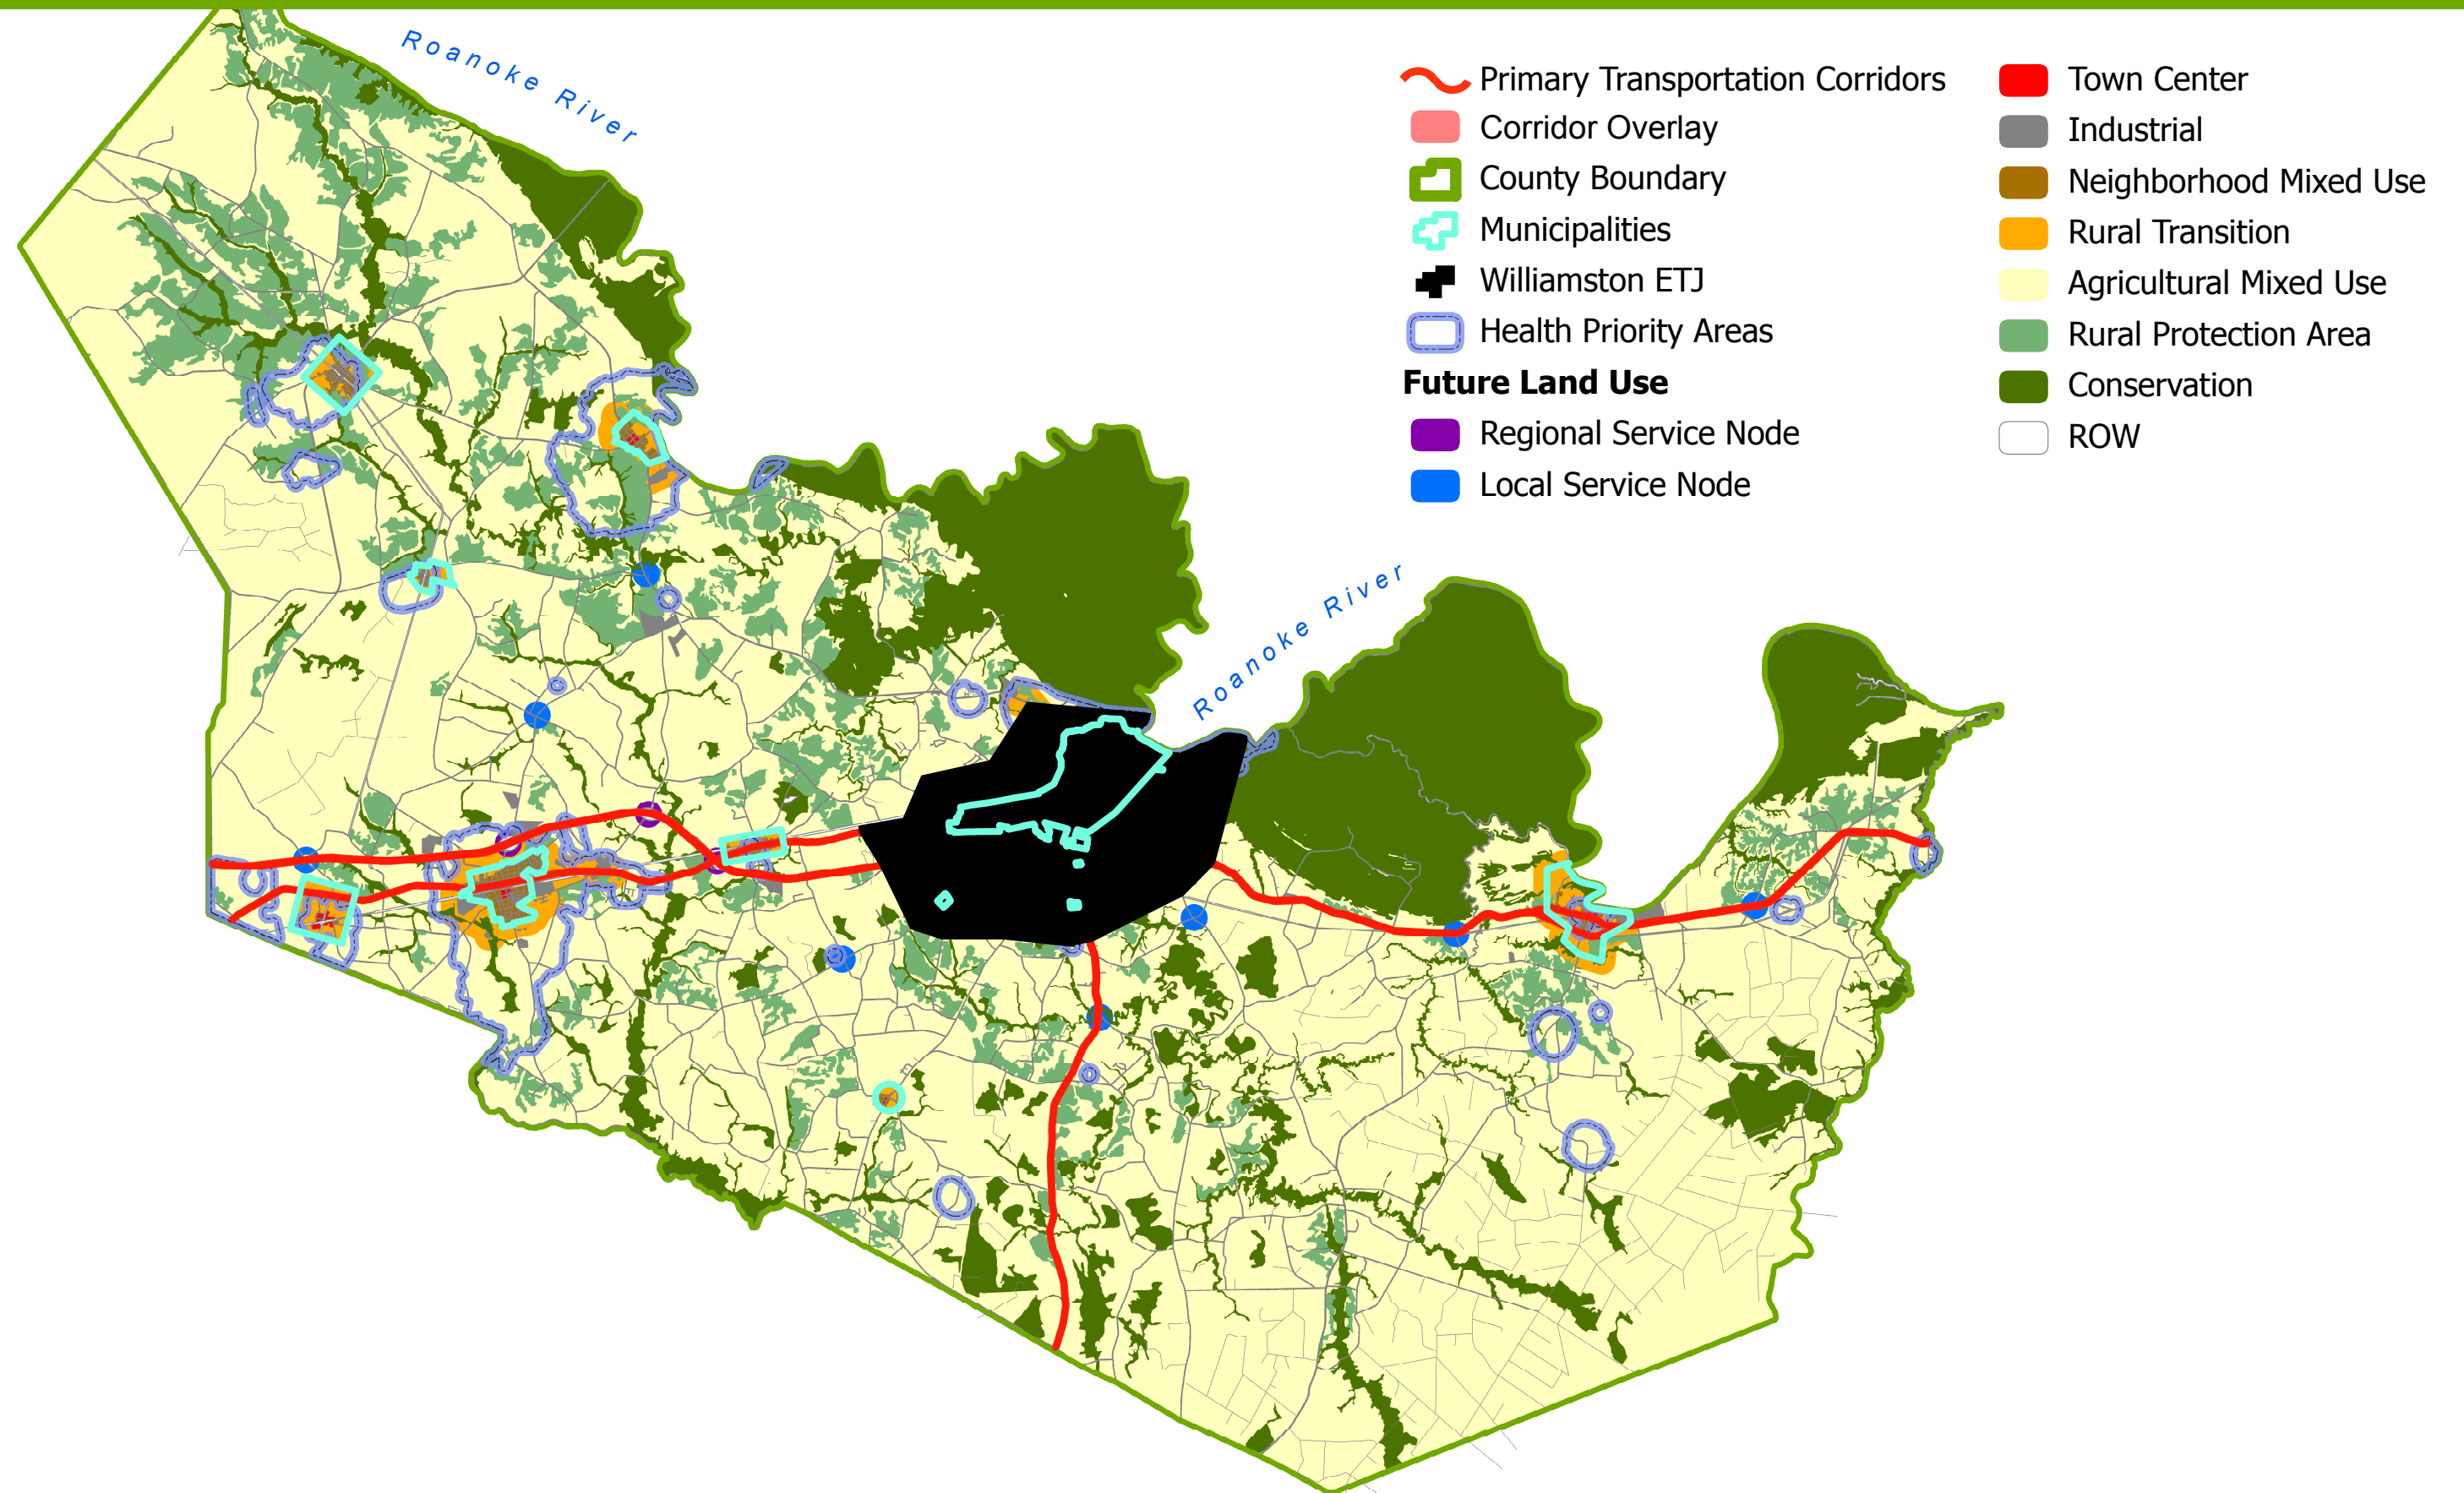 Roanoke River
Roanoke River
Primary Transportation Corridors
Corridor Overlay
County Boundary
Municipalities
Williamston ETJ
Health Priority Areas
Future Land Use
Regional Service Node
Local Service Node
Town Center
Industrial
Neighborhood Mixed Use
Rural Transition
Agricultural Mixed Use
Rural Protection Area
Conservation
ROW